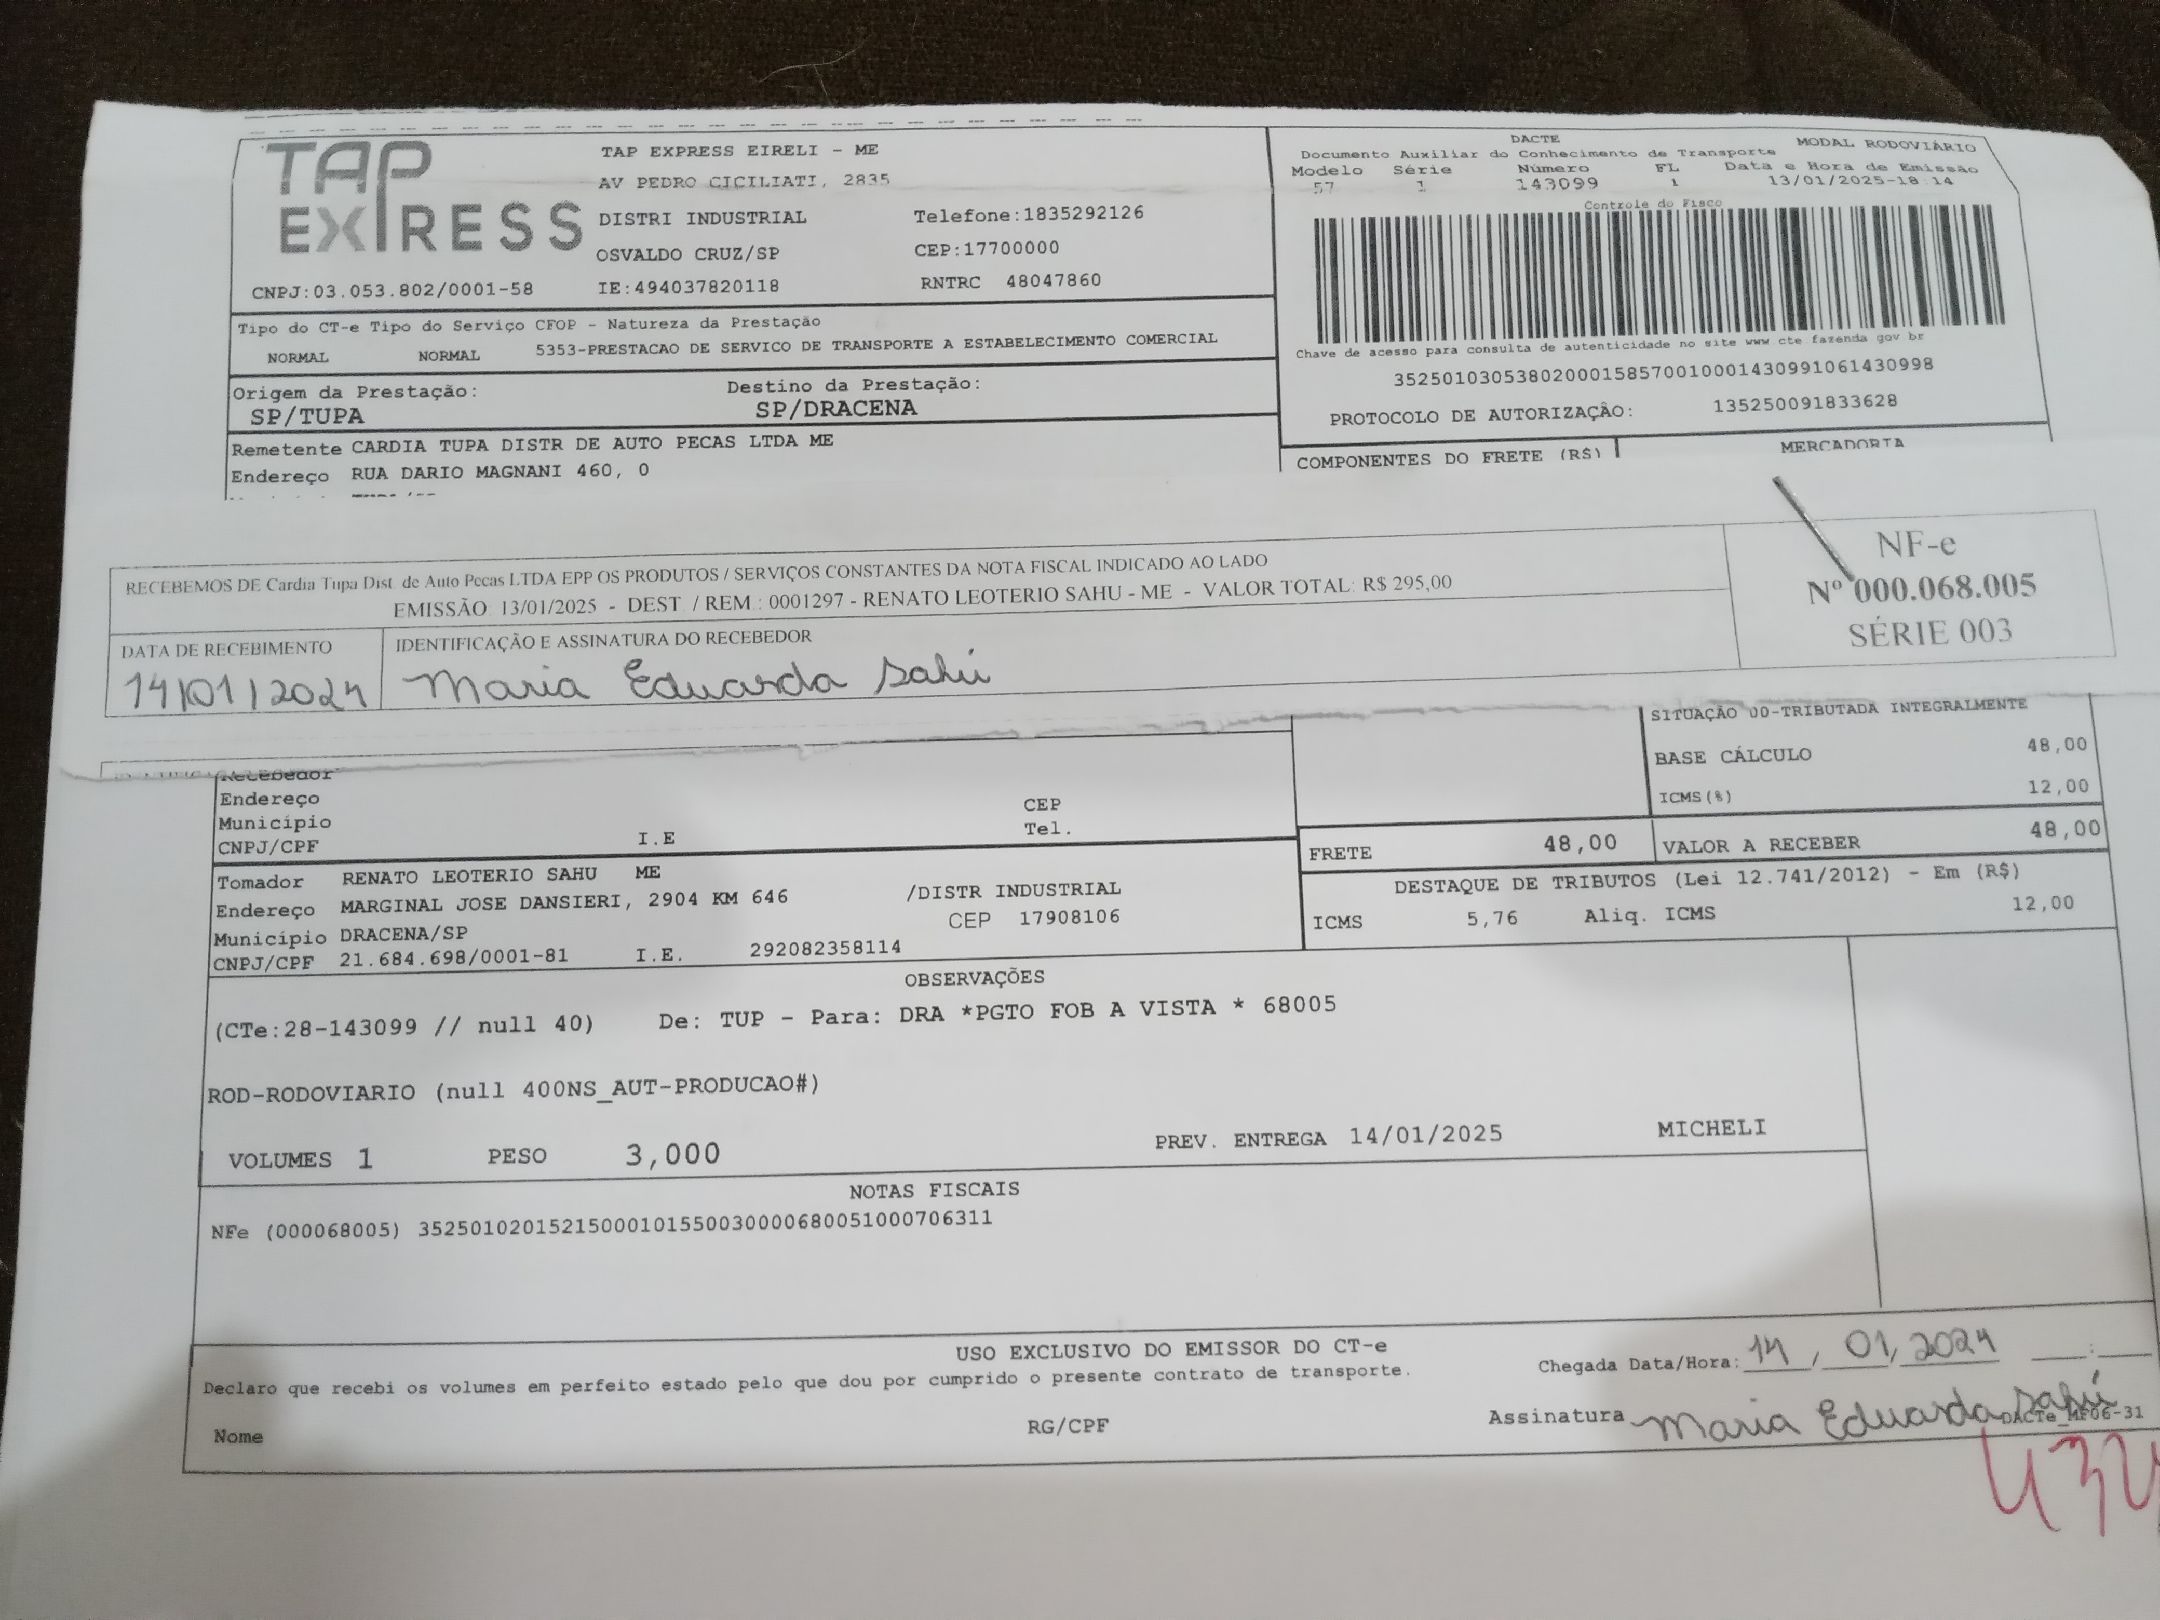 TAP
EXPRESS
TAP EXPRESS EIRELI - ME
AV PEDRO CICILIATI, 2835
DISTRI INDUSTRIAL Telefone:1835292126
OSVALDO CRUZ/SP CEP:17700000
CNPJ:03.053.802/0001-58 IE:494037820118 RNTRC 48047860
DACTE MODAL RODOVIÁRIO
Documento Auxiliar do Conhecimento de Transporte
Modelo Série Número FL Data e Hora de Emissão
57 1 143099 1 13/01/2025-18:14
Controle do Fisco
Chave de acesso para consulta de autenticidade no site www cte fazenda gov br
35250103053802000158570010001430991061430998
PROTOCOLO DE AUTORIZAÇÃO: 135250091833628
Tipo do CT-e Tipo do Serviço CFOP - Natureza da Prestação
NORMAL NORMAL 5353-PRESTACAO DE SERVICO DE TRANSPORTE A ESTABELECIMENTO COMERCIAL
Origem da Prestação: Destino da Prestação:
SP/TUPA SP/DRACENA
Remetente CARDIA TUPA DISTR DE AUTO PECAS LTDA ME
Endereço RUA DARIO MAGNANI 460, 0
COMPONENTES DO FRETE (R$) MERCADORIA
RECEBEMOS DE Cardia Tupa Dist. de Auto Pecas LTDA EPP OS PRODUTOS / SERVIÇOS CONSTANTES DA NOTA FISCAL INDICADO AO LADO
EMISSÃO: 13/01/2025 - DEST. / REM.: 0001297 - RENATO LEOTERIO SAHU - ME - VALOR TOTAL: R$ 295,00
NF-e
Nº 000.068.005
SÉRIE 003
DATA DE RECEBIMENTO IDENTIFICAÇÃO E ASSINATURA DO RECEBEDOR
14/01/2024 Maria Eduarda Sahú
SITUAÇÃO 00-TRIBUTADA INTEGRALMENTE
BASE CÁLCULO 48,00
ICMS(%) 12,00
Recebedor
Endereço CEP
Município Tel.
CNPJ/CPF I.E
FRETE 48,00 VALOR A RECEBER 48,00
Tomador RENATO LEOTERIO SAHU ME
Endereço MARGINAL JOSE DANSIERI, 2904 KM 646 /DISTR INDUSTRIAL
CEP 17908106
Município DRACENA/SP
CNPJ/CPF 21.684.698/0001-81 I.E. 292082358114
DESTAQUE DE TRIBUTOS (Lei 12.741/2012) - Em (R$)
ICMS 5,76 Aliq. ICMS 12,00
OBSERVAÇÕES
(CTe:28-143099 // null 40) De: TUP - Para: DRA *PGTO FOB A VISTA * 68005
ROD-RODOVIARIO (null 400NS_AUT-PRODUCAO#)
VOLUMES 1 PESO 3,000 PREV. ENTREGA 14/01/2025 MICHELI
NOTAS FISCAIS
NFe (000068005) 35250102015215000101550030000680051000706311
USO EXCLUSIVO DO EMISSOR DO CT-e
Declaro que recebi os volumes em perfeito estado pelo que dou por cumprido o presente contrato de transporte.
Chegada Data/Hora: 14 / 01 / 2024 __:__
Nome RG/CPF Assinatura Maria Eduarda Sahú
DACTe_MF06-31